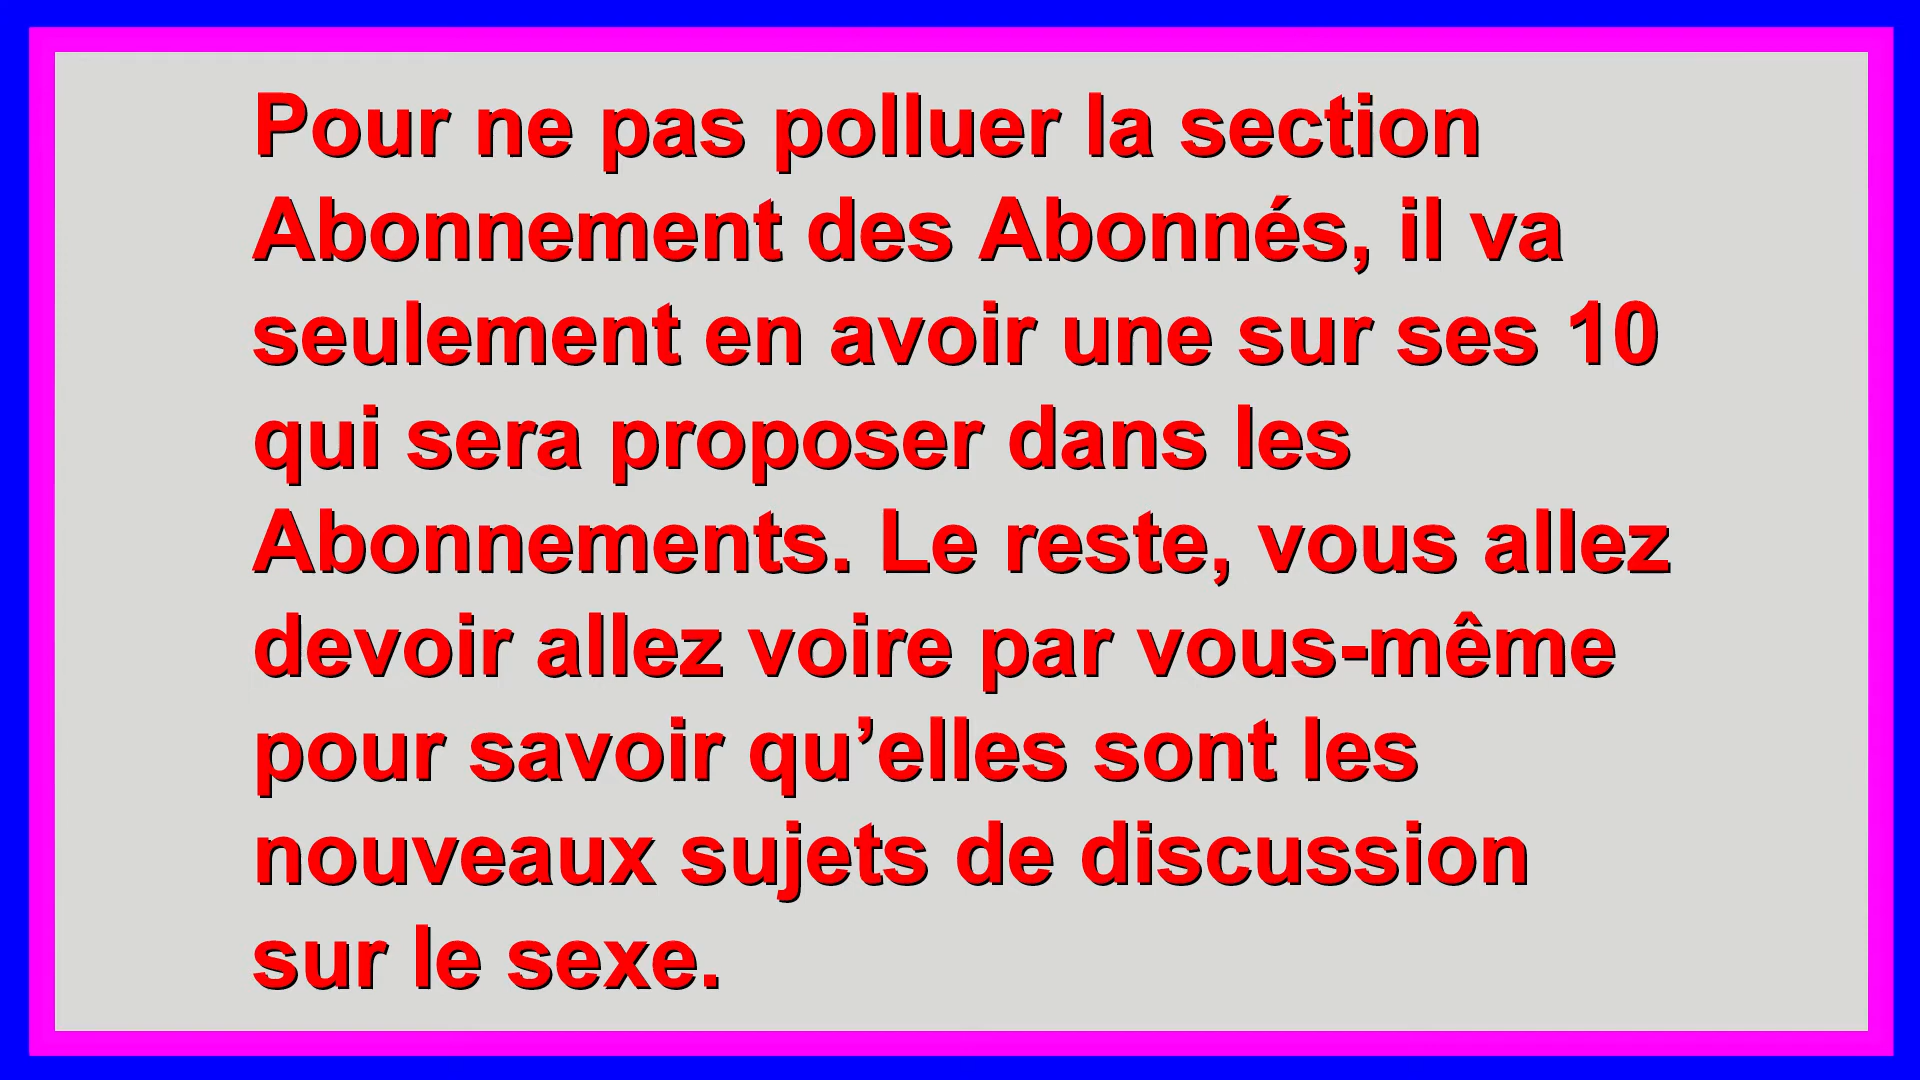 Pour ne pas polluer la section
Abonnement des Abonnés, il va
seulement en avoir une sur ses 10
qui sera proposer dans les
Abonnements. Le reste, vous allez
devoir allez voire par vous-même
pour savoir qu’elles sont les
nouveaux sujets de discussion
sur le sexe.